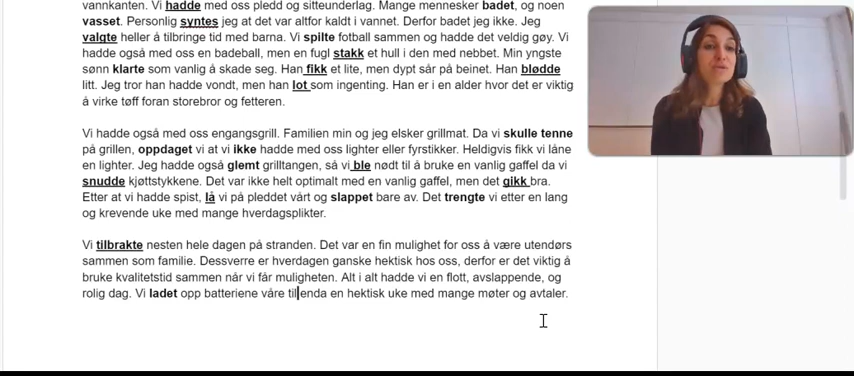 vannkanten. Vi hadde med oss pledd og sitteunderlag. Mange mennesker badet, og noen
vasset. Personlig syntes jeg at det var altfor kaldt i vannet. Derfor badet jeg ikke. Jeg
valgte heller å tilbringe tid med barna. Vi spilte fotball sammen og hadde det veldig gøy. Vi
hadde også med oss en badeball, men en fugl stakk et hull i den med nebbet. Min yngste
sønn klarte som vanlig å skade seg. Han fikk et lite, men dypt sår på beinet. Han blødde
litt. Jeg tror han hadde vondt, men han lot som ingenting. Han er i en alder hvor det er viktig
å virke tøff foran storebror og fetteren.
Vi hadde også med oss engangsgrill. Familien min og jeg elsker grillmat. Da vi skulle tenne
på grillen, oppdaget vi at vi ikke hadde med oss lighter eller fyrstikker. Heldigvis fikk vi låne
en lighter. Jeg hadde også glemt grilltangen, så vi ble nødt til å bruke en vanlig gaffel da vi
snudde kjøttstykkene. Det var ikke helt optimalt med en vanlig gaffel, men det gikk bra.
Etter at vi hadde spist, lå vi på pleddet vårt og slappet bare av. Det trengte vi etter en lang
og krevende uke med mange hverdagsplikter.
Vi tilbrakte nesten hele dagen på stranden. Det var en fin mulighet for oss å være utendørs
sammen som familie. Dessverre er hverdagen ganske hektisk hos oss, derfor er det viktig å
bruke kvalitetstid sammen når vi får muligheten. Alt i alt hadde vi en flott, avslappende, og
rolig dag. Vi ladet opp batteriene våre til enda en hektisk uke med mange møter og avtaler.